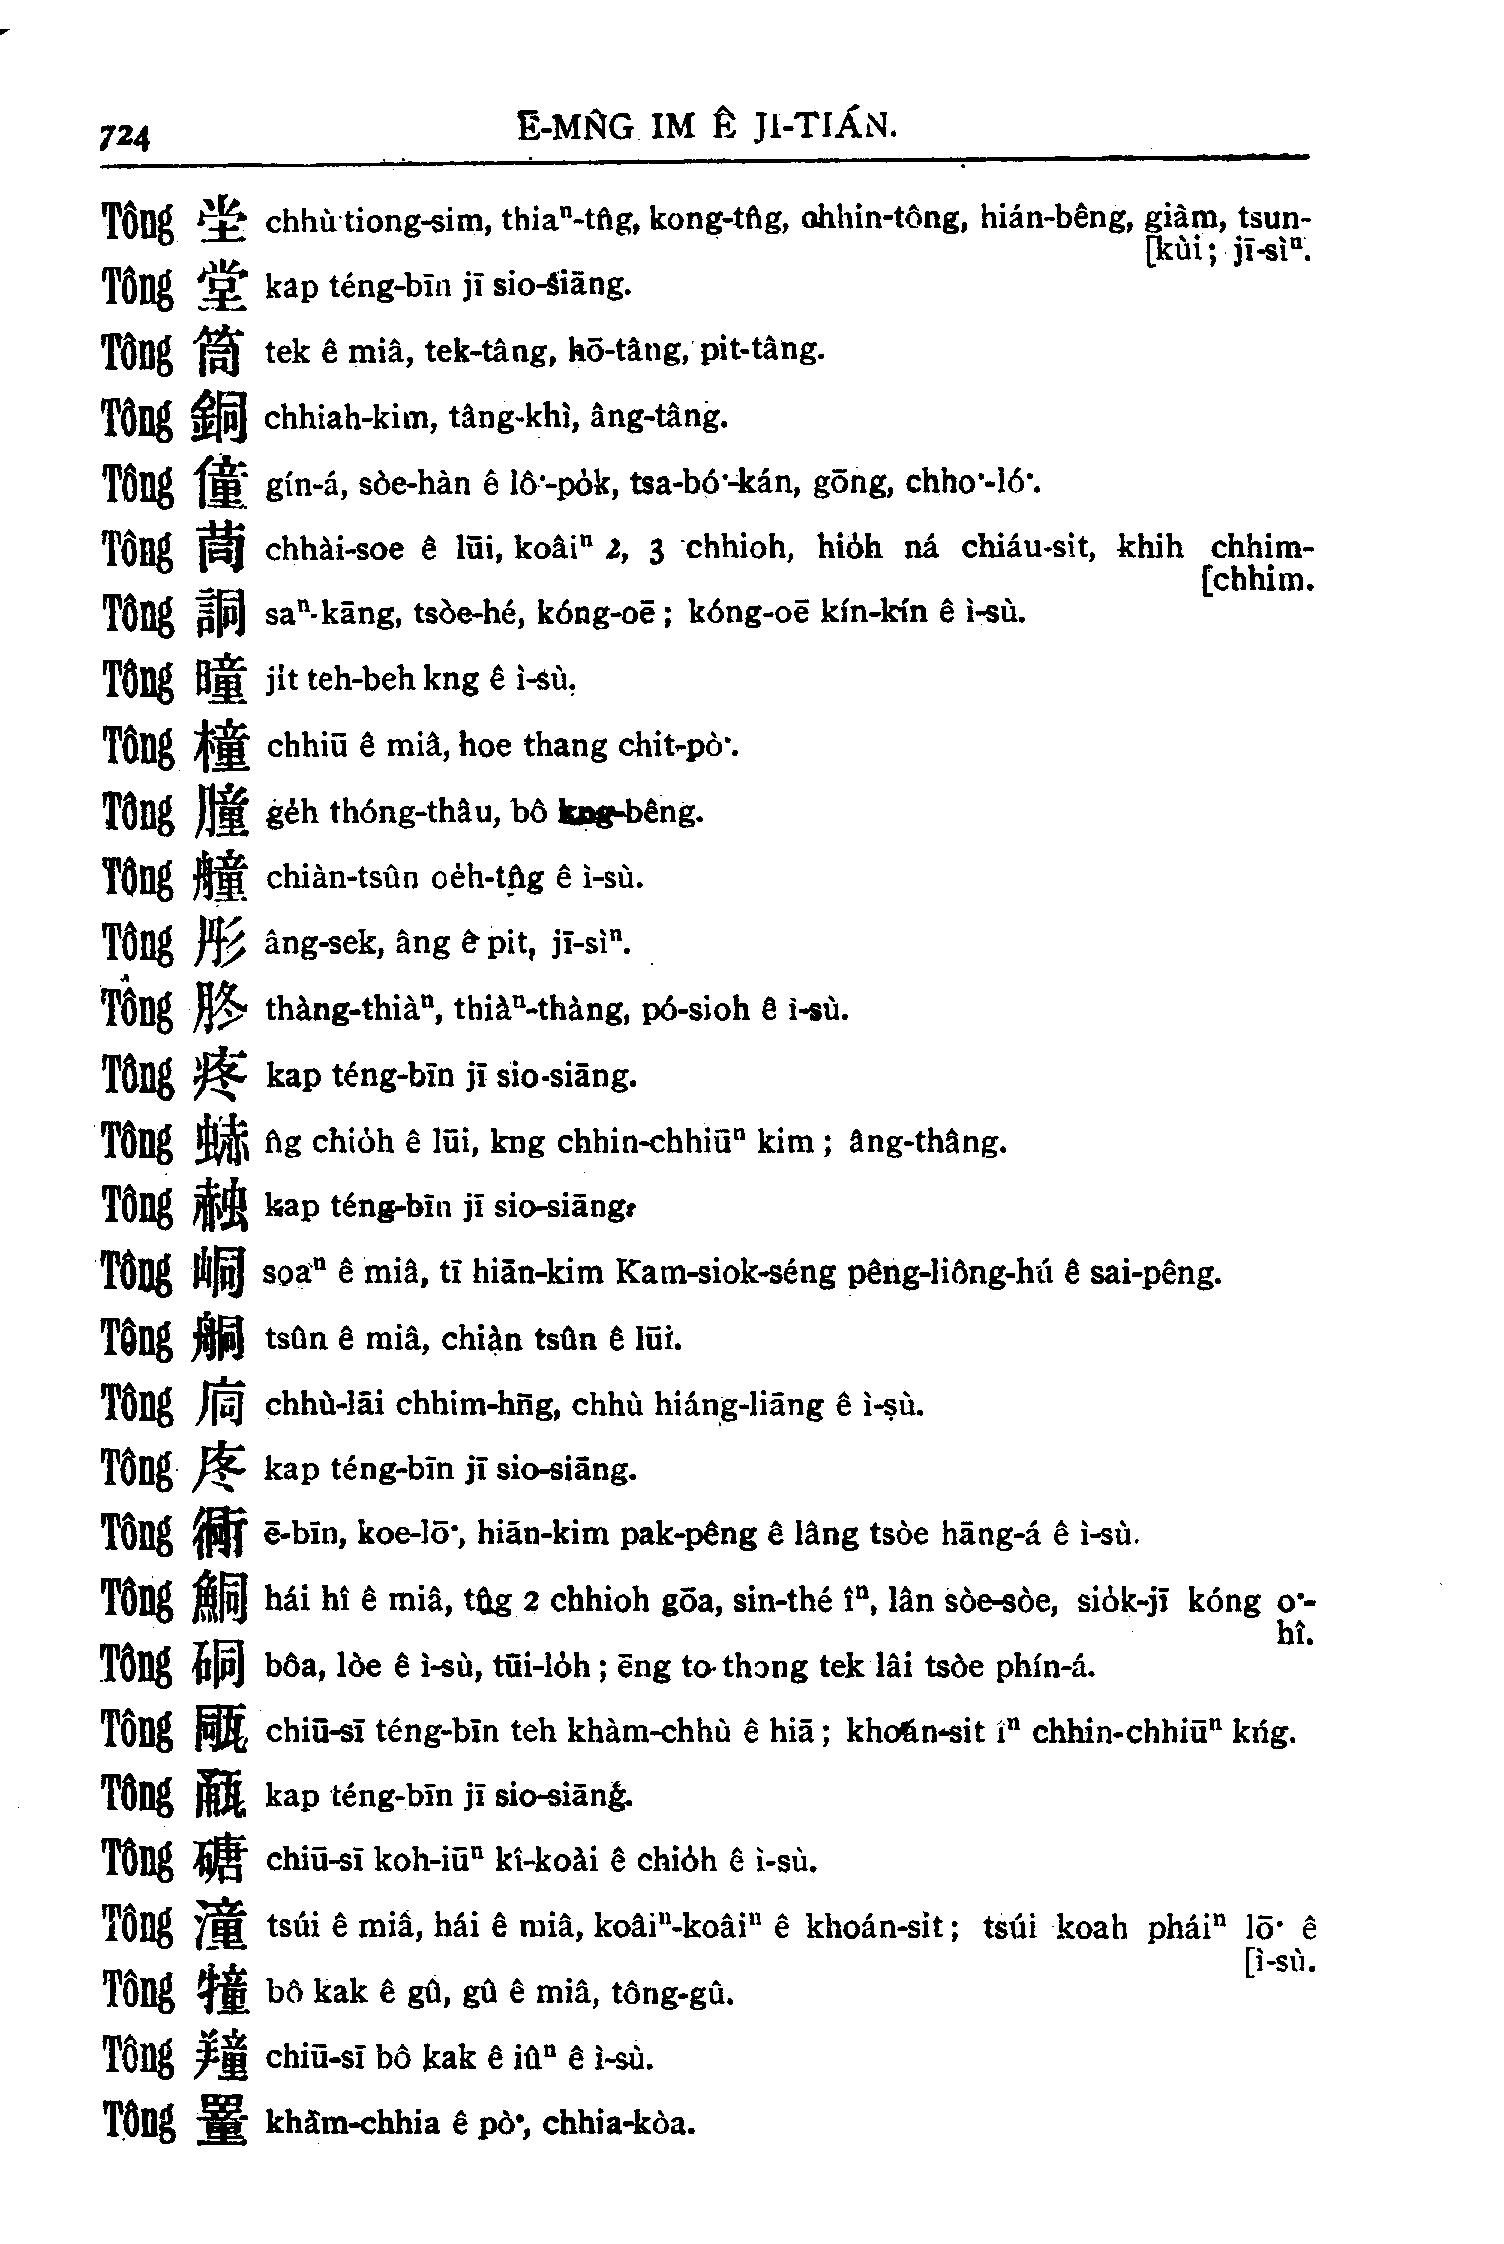 724
Ē-MN̂G IM Ê JI-TIÁN.
Tông 坣 chhù tiong-sim, thiaⁿ-tn̂g, kong-tn̂g, chhin-tông, hián-bêng, giâm, tsun-
[kùi; jī-sìⁿ.
Tông 堂 kap téng-bīn jī sio-siāng.
Tông 筒 tek ê miâ, tek-tâng, hō-tâng, pit-tâng.
Tông 銅 chhiah-kim, tâng-khì, âng-tâng.
Tông 僮 gín-á, sòe-hàn ê lô͘-po̍k, tsa-bó͘-kán, gōng, chho͘-ló͘.
Tông 茼 chhài-soe ê lūi, koâiⁿ 2, 3 chhioh, hio̍h ná chiáu-sit, khih chhim-
[chhim.
Tông 詷 saⁿ-kāng, tsòe-hé, kóng-oē; kóng-oē kín-kín ê ì-sù.
Tông 曈 ji̍t teh-beh kng ê ì-sù.
Tông 橦 chhiū ê miâ, hoe thang chit-pò͘.
Tông 朣 ge̍h thóng-thâu, bô kng-bêng.
Tông 艟 chiàn-tsûn oe̍h-tn̂g ê ì-sù.
Tông 彤 âng-sek, âng ê pit, jī-sìⁿ.
Tông 胗 thàng-thiàⁿ, thiàⁿ-thàng, pó-sioh ê ì-sù.
Tông 疼 kap téng-bīn jī sio-siāng.
Tông n̂g chio̍h ê lūi, kng chhin-chhiūⁿ kim; âng-thâng.
Tông 赨 kap téng-bīn jī sio-siāng.
Tông 峒 soaⁿ ê miâ, tī hiān-kim Kam-siok-séng pêng-liông-hú ê sai-pêng.
Tông 舸 tsûn ê miâ, chiàn tsûn ê lūi.
Tông 㢥 chhù-lāi chhim-hn̄g, chhù hiáng-liāng ê ì-sù.
Tông 庝 kap téng-bīn jī sio-siāng.
Tông 衕 ē-bīn, koe-lō͘, hiān-kim pak-pêng ê lâng tsòe hāng-á ê ì-sù.
Tông 鮦 hái hî ê miâ, tn̂g 2 chhioh gōa, sin-thé îⁿ, lân sòe-sòe, sio̍k-jī kóng o͘-
hî.
Tông 硐 bôa, lòe ê ì-sù, tūi-lo̍h; ēng to thong tek lâi tsòe phín-á.
Tông chiū-sī téng-bīn teh khàm-chhù ê hiā; khoán-sit îⁿ chhin-chhiūⁿ kńg.
Tông kap téng-bīn jī sio-siāng.
Tông 磄 chiū-sī koh-iūⁿ kî-koài ê chio̍h ê ì-sù.
Tông 潼 tsúi ê miâ, hái ê miâ, koâiⁿ-koâiⁿ ê khoán-sit; tsúi koah pháiⁿ lō͘ ê
[ì-sù.
Tông 犝 bô kak ê gû, gû ê miâ, tông-gû.
Tông 羵 chiū-sī bô kak ê iûⁿ ê ì-sù.
Tông 罿 khàm-chhia ê pò͘, chhia-kòa.